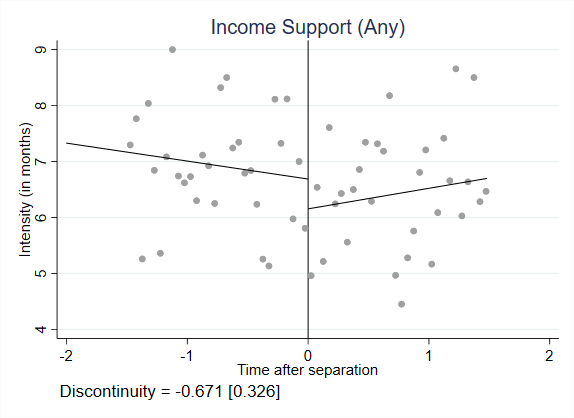 Income Support (Any)
Intensity (in months)
9
8
7
6
5
4
-2 -1 0 1 2
Time after separation
Discontinuity = -0.671 [0.326]